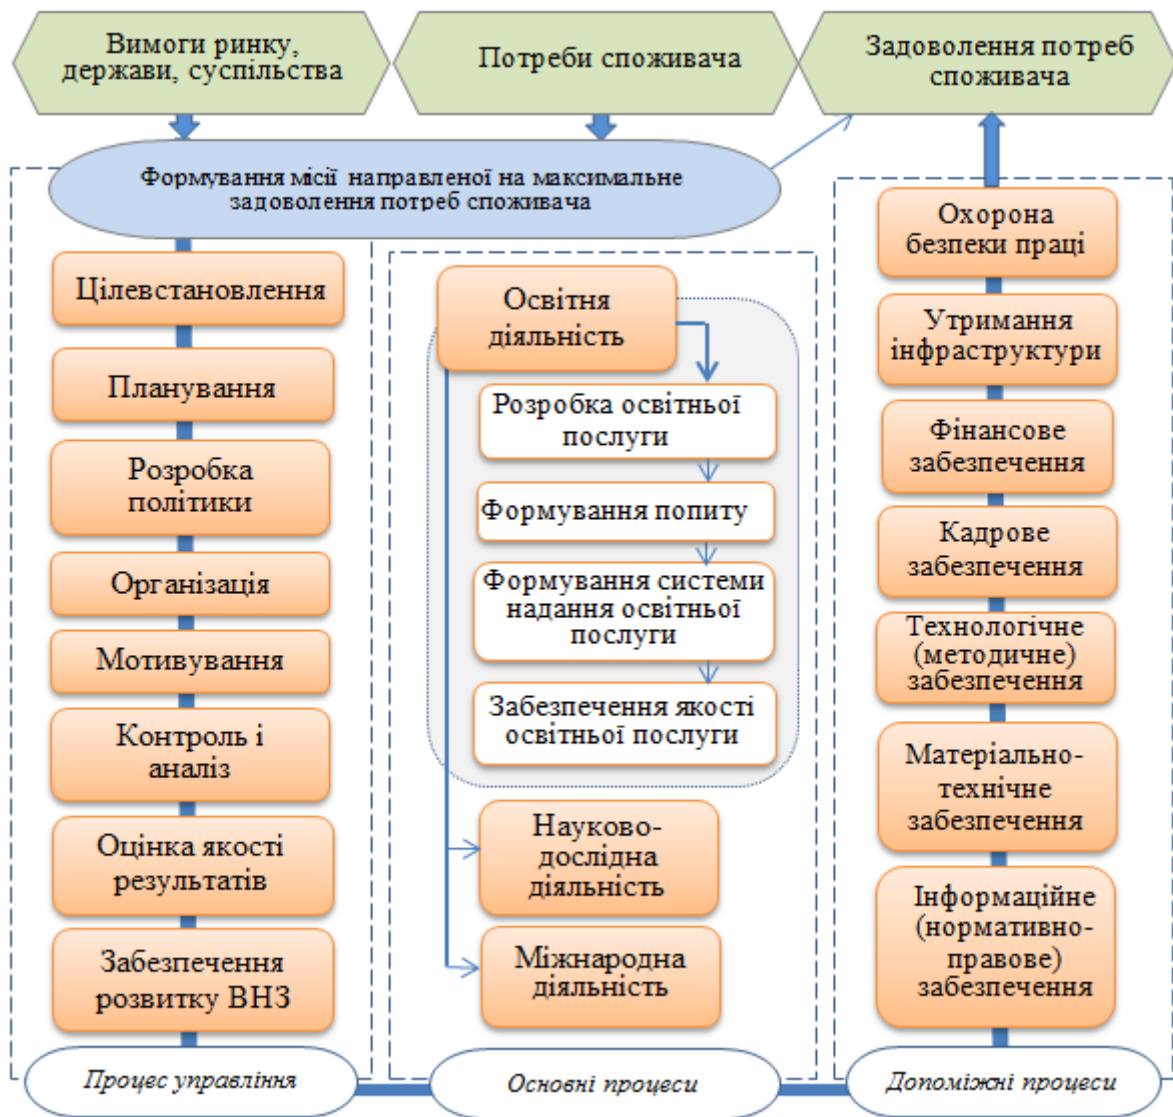 Вимоги ринку,
держави, суспільства
Потреби споживача
Задоволення потреб
споживача
Формування місії направленої на максимальне
задоволення потреб споживача
Цілевстановлення
Планування
Розробка
політики
Організація
Мотивування
Контроль і
аналіз
Оцінка якості
результатів
Забезпечення
розвитку ВНЗ
Процес управління
Освітня
діяльність
Розробка освітньої
послуги
Формування попиту
Формування системи
надання освітньої
послуги
Забезпечення якості
освітньої послуги
Науково-
дослідна
діяльність
Міжнародна
діяльність
Основні процеси
Охорона
безпеки праці
Утримання
інфраструктури
Фінансове
забезпечення
Кадрове
забезпечення
Технологічне
(методичне)
забезпечення
Матеріально-
технічне
забезпечення
Інформаційне
(нормативно-
правове)
забезпечення
Допоміжні процеси